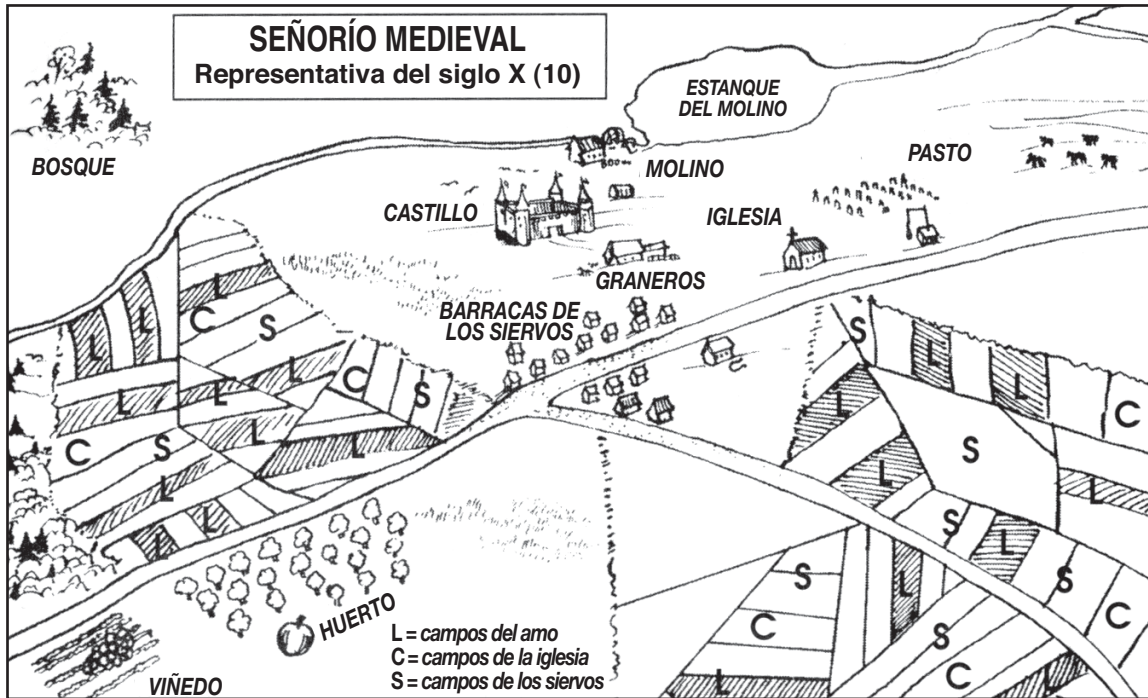 SEÑORÍO MEDIEVAL
Representativa del siglo X (10)
BOSQUE
ESTANQUE
DEL MOLINO
MOLINO
PASTO
CASTILLO
IGLESIA
GRANEROS
BARRACAS DE
LOS SIERVOS
L
C
S
L
L
L
L
L
C
S
L
L
C
S
L
L
L
S
L
L
C
L
S
L
L
S
L
S
C
S
L
C
S
C
L
L
HUERTO
VIÑEDO
L = campos del amo
C = campos de la iglesia
S = campos de los siervos